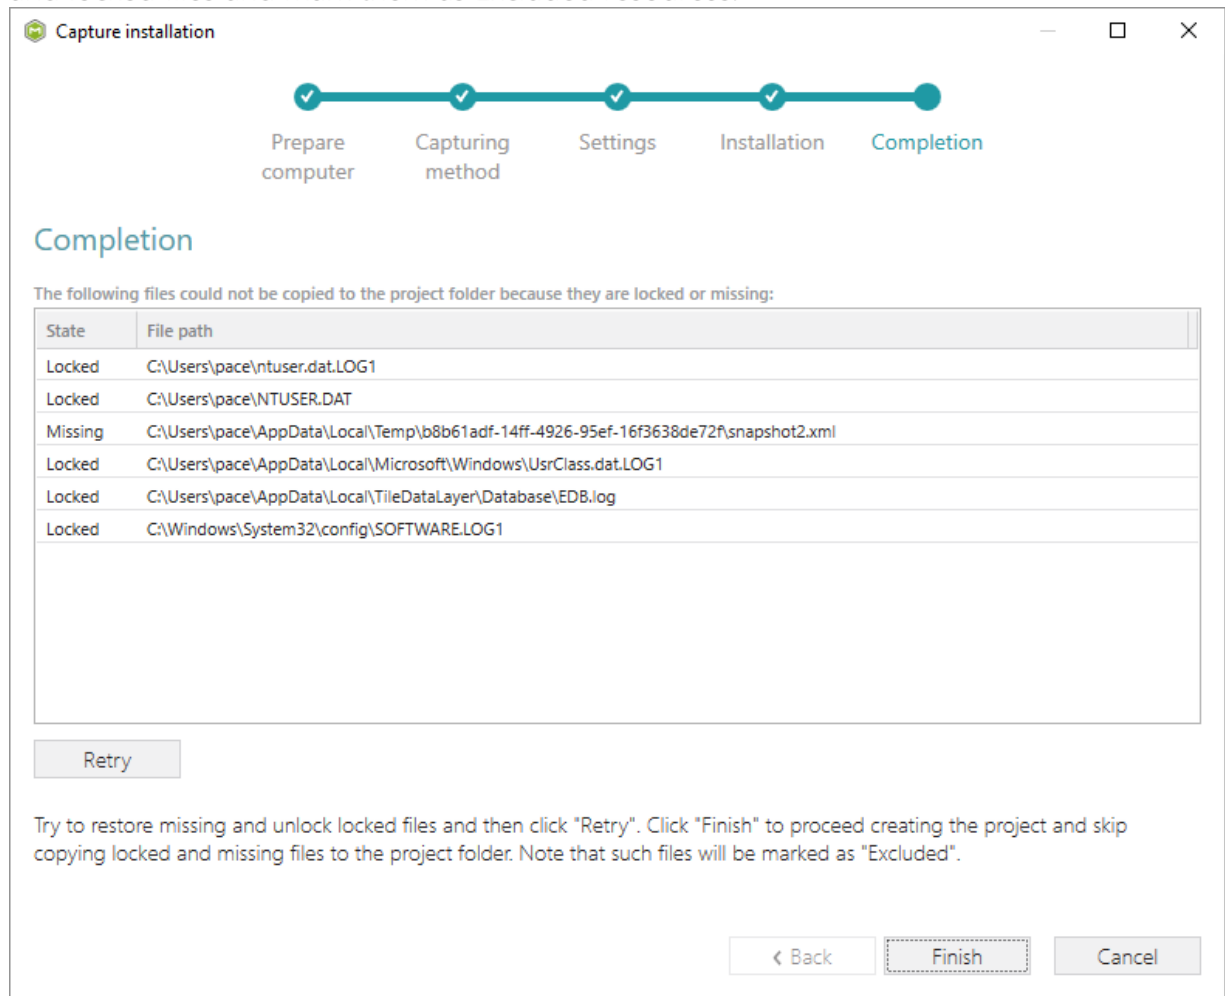 Capture installation
Prepare computer
Capturing method
Settings
Installation
Completion
Completion
The following files could not be copied to the project folder because they are locked or missing:
State File path
Locked C:\Users\pace\ntuser.dat.LOG1
Locked C:\Users\pace\NTUSER.DAT
Missing C:\Users\pace\AppData\Local\Temp\b8b61adf-14ff-4926-95ef-16f3638de72f\snapshot2.xml
Locked C:\Users\pace\AppData\Local\Microsoft\Windows\UsrClass.dat.LOG1
Locked C:\Users\pace\AppData\Local\TileDataLayer\Database\EDB.log
Locked C:\Windows\System32\config\SOFTWARE.LOG1
Retry
Try to restore missing and unlock locked files and then click "Retry". Click "Finish" to proceed creating the project and skip
copying locked and missing files to the project folder. Note that such files will be marked as "Excluded".
< Back
Finish
Cancel